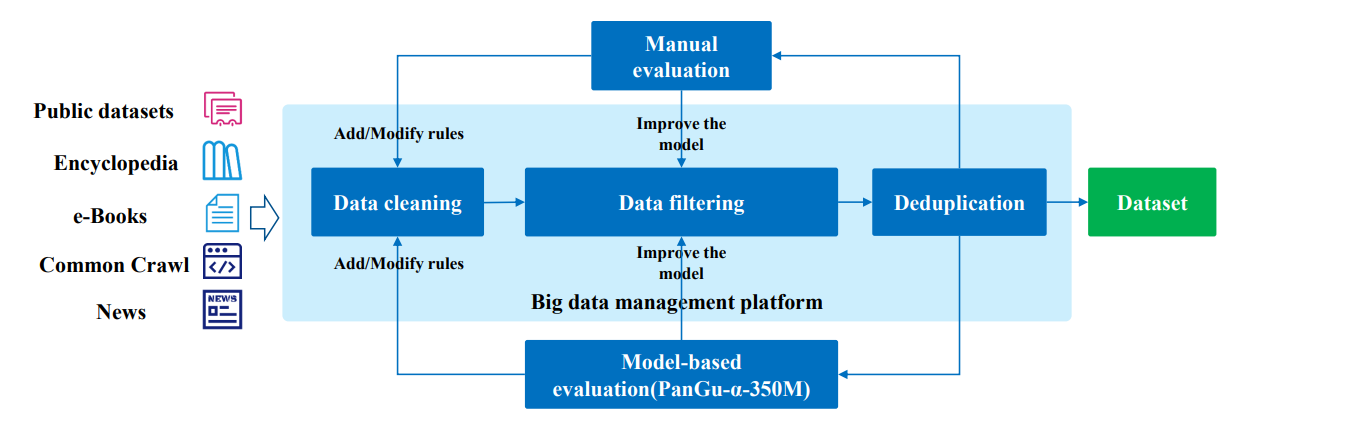 Manual
evaluation
Public datasets
Encyclopedia
e-Books
Common Crawl
News
NEWS
</>
Add/Modify rules
Improve the
model
Data cleaning
Data filtering
Deduplication
Dataset
Add/Modify rules
Improve the
model
Big data management platform
Model-based
evaluation(PanGu-α-350M)